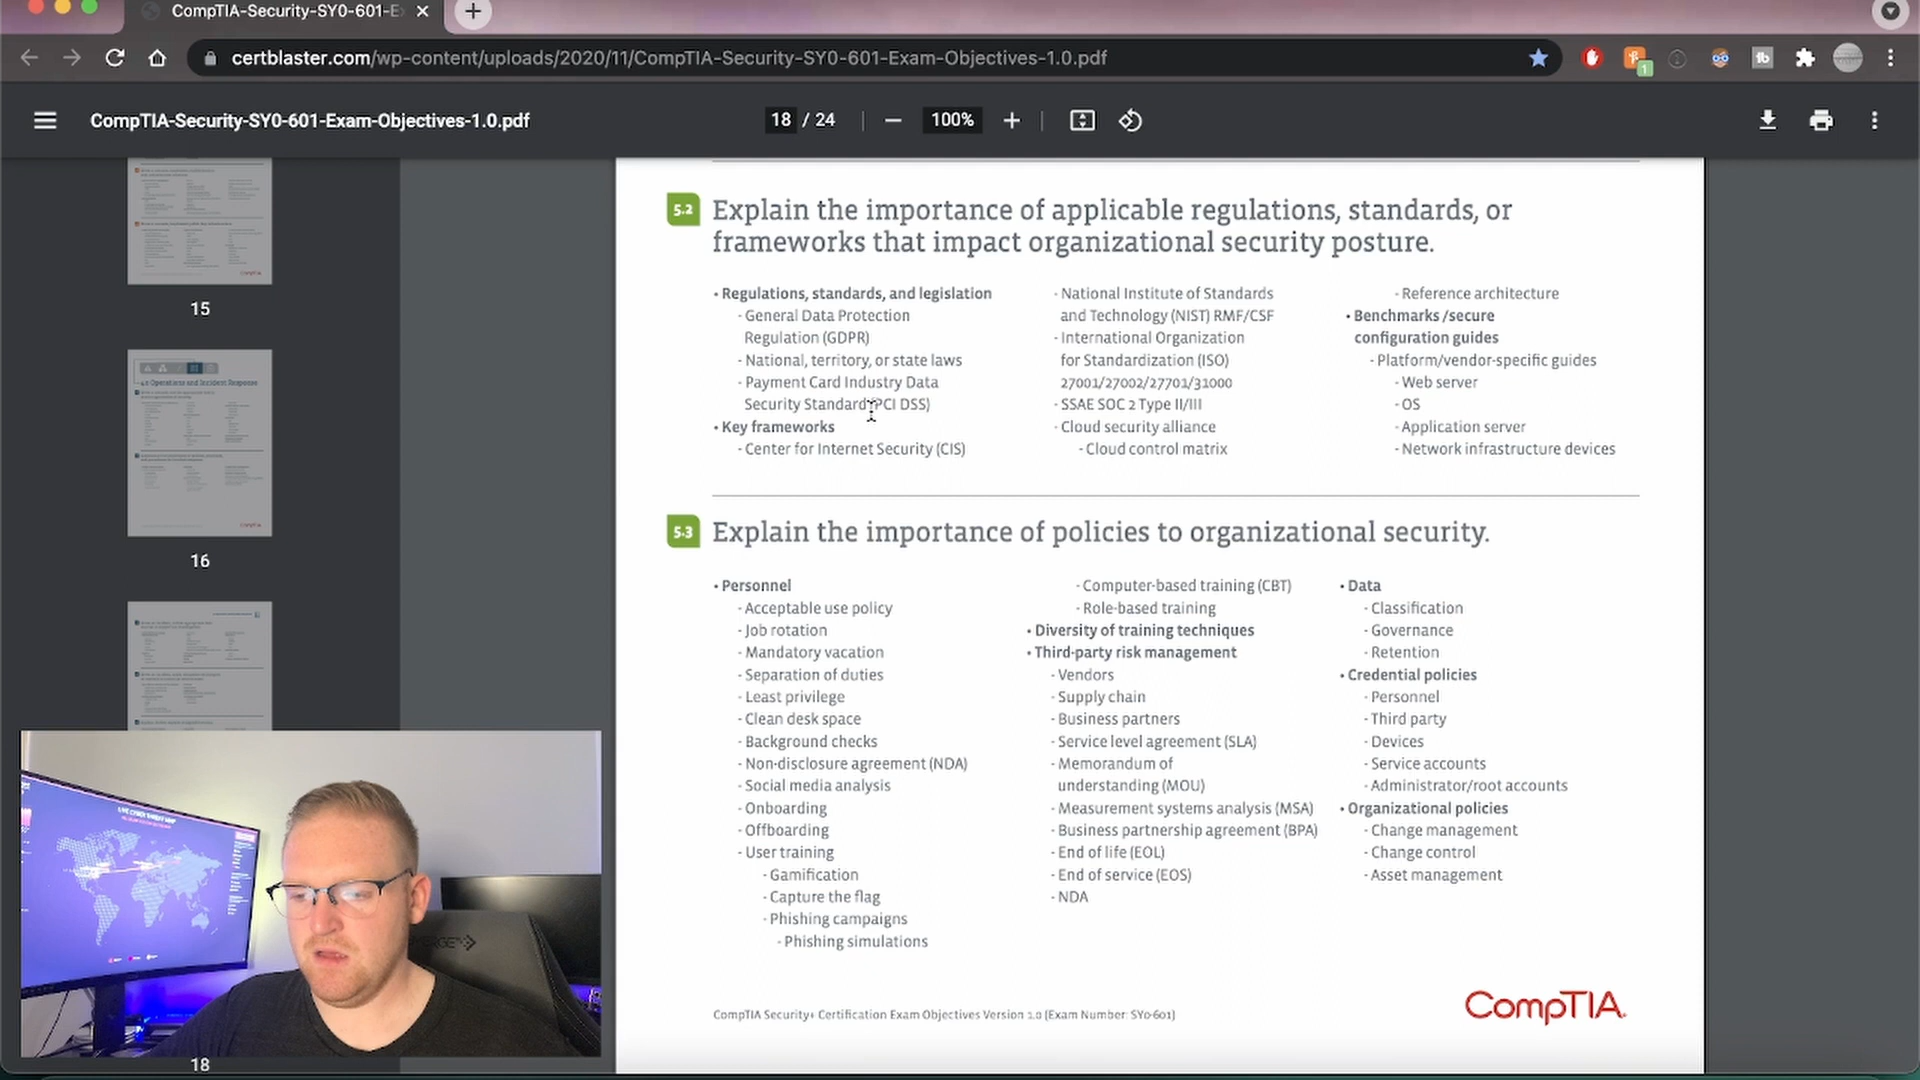 CompTIA-Security-SY0-601-E
certblaster.com/wp-content/uploads/2020/11/CompTIA-Security-SY0-601-Exam-Objectives-1.0.pdf
1
CompTIA-Security-SY0-601-Exam-Objectives-1.0.pdf
18 / 24
100%
15
16
18
5.2 Explain the importance of applicable regulations, standards, or
frameworks that impact organizational security posture.
• Regulations, standards, and legislation
- General Data Protection
Regulation (GDPR)
- National, territory, or state laws
- Payment Card Industry Data
Security Standard (PCI DSS)
• Key frameworks
- Center for Internet Security (CIS)
- National Institute of Standards
and Technology (NIST) RMF/CSF
- International Organization
for Standardization (ISO)
27001/27002/27701/31000
- SSAE SOC 2 Type II/III
- Cloud security alliance
- Cloud control matrix
- Reference architecture
• Benchmarks /secure
configuration guides
- Platform/vendor-specific guides
- Web server
- OS
- Application server
- Network infrastructure devices
5.3 Explain the importance of policies to organizational security.
• Personnel
- Acceptable use policy
- Job rotation
- Mandatory vacation
- Separation of duties
- Least privilege
- Clean desk space
- Background checks
- Non-disclosure agreement (NDA)
- Social media analysis
- Onboarding
- Offboarding
- User training
- Gamification
- Capture the flag
- Phishing campaigns
- Phishing simulations
- Computer-based training (CBT)
- Role-based training
• Diversity of training techniques
• Third-party risk management
- Vendors
- Supply chain
- Business partners
- Service level agreement (SLA)
- Memorandum of
understanding (MOU)
- Measurement systems analysis (MSA)
- Business partnership agreement (BPA)
- End of life (EOL)
- End of service (EOS)
- NDA
• Data
- Classification
- Governance
- Retention
• Credential policies
- Personnel
- Third party
- Devices
- Service accounts
- Administrator/root accounts
• Organizational policies
- Change management
- Change control
- Asset management
CompTIA Security+ Certification Exam Objectives Version 1.0 (Exam Number: SY0-601)
CompTIA.
LIVE CYBER THREAT MAP